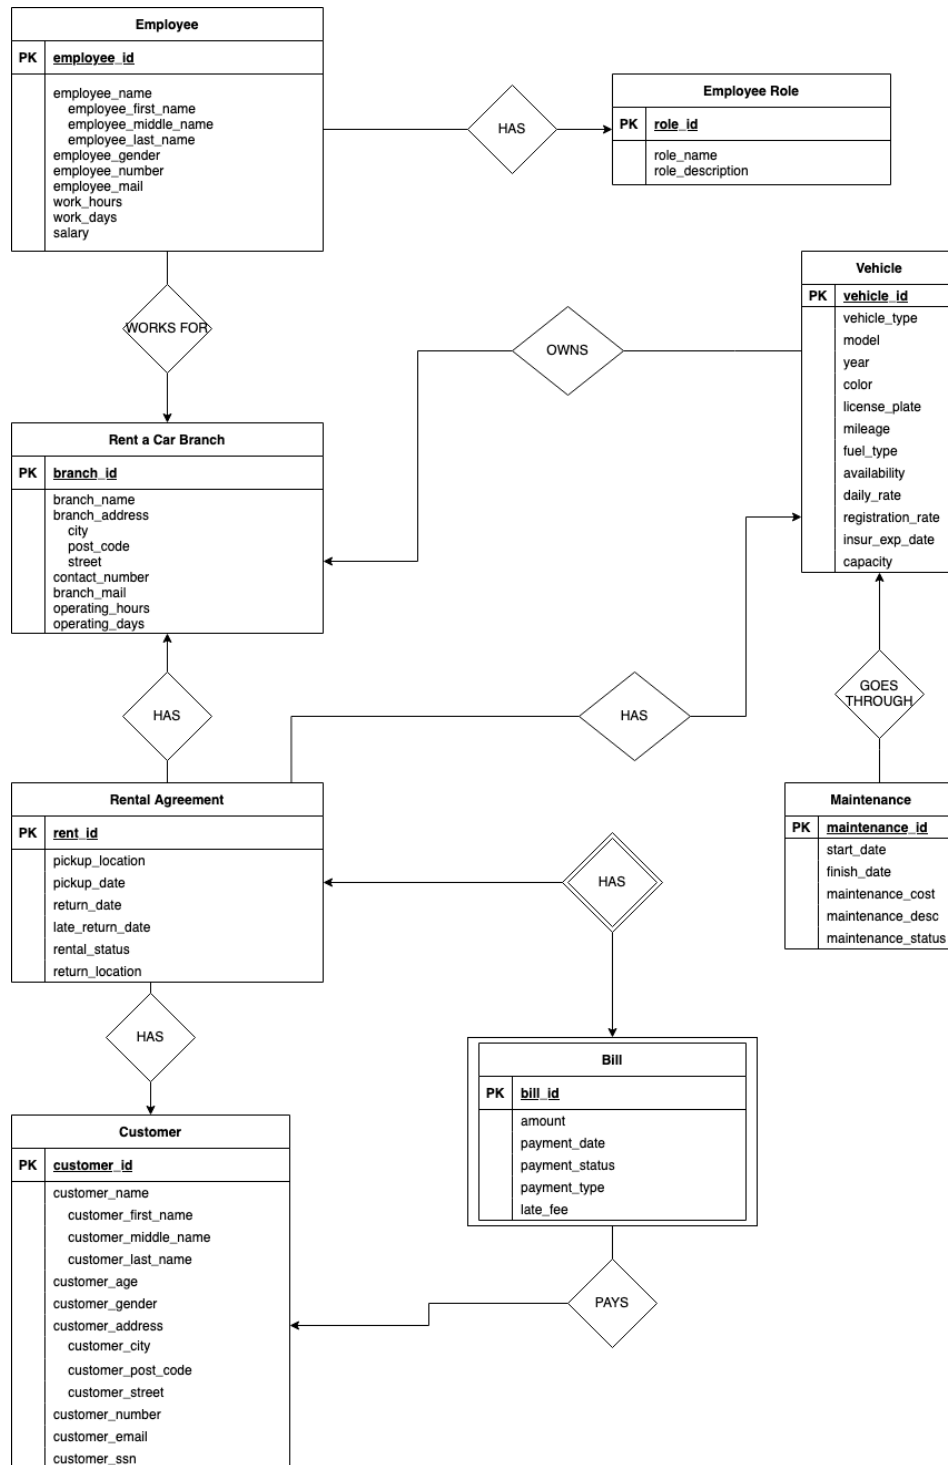 Employee
PK employee_id
employee_name
employee_first_name
employee_middle_name
employee_last_name
employee_gender
employee_number
employee_mail
work_hours
work_days
salary
HAS
Employee Role
PK role_id
role_name
role_description
WORKS FOR
OWNS
Vehicle
PK vehicle_id
vehicle_type
model
year
color
license_plate
mileage
fuel_type
availability
daily_rate
registration_rate
insur_exp_date
capacity
Rent a Car Branch
PK branch_id
branch_name
branch_address
city
post_code
street
contact_number
branch_mail
operating_hours
operating_days
HAS
HAS
GOES
THROUGH
Rental Agreement
PK rent_id
pickup_location
pickup_date
return_date
late_return_date
rental_status
return_location
HAS
Maintenance
PK maintenance_id
start_date
finish_date
maintenance_cost
maintenance_desc
maintenance_status
HAS
Bill
PK bill_id
amount
payment_date
payment_status
payment_type
late_fee
PAYS
Customer
PK customer_id
customer_name
customer_first_name
customer_middle_name
customer_last_name
customer_age
customer_gender
customer_address
customer_city
customer_post_code
customer_street
customer_number
customer_email
customer_ssn